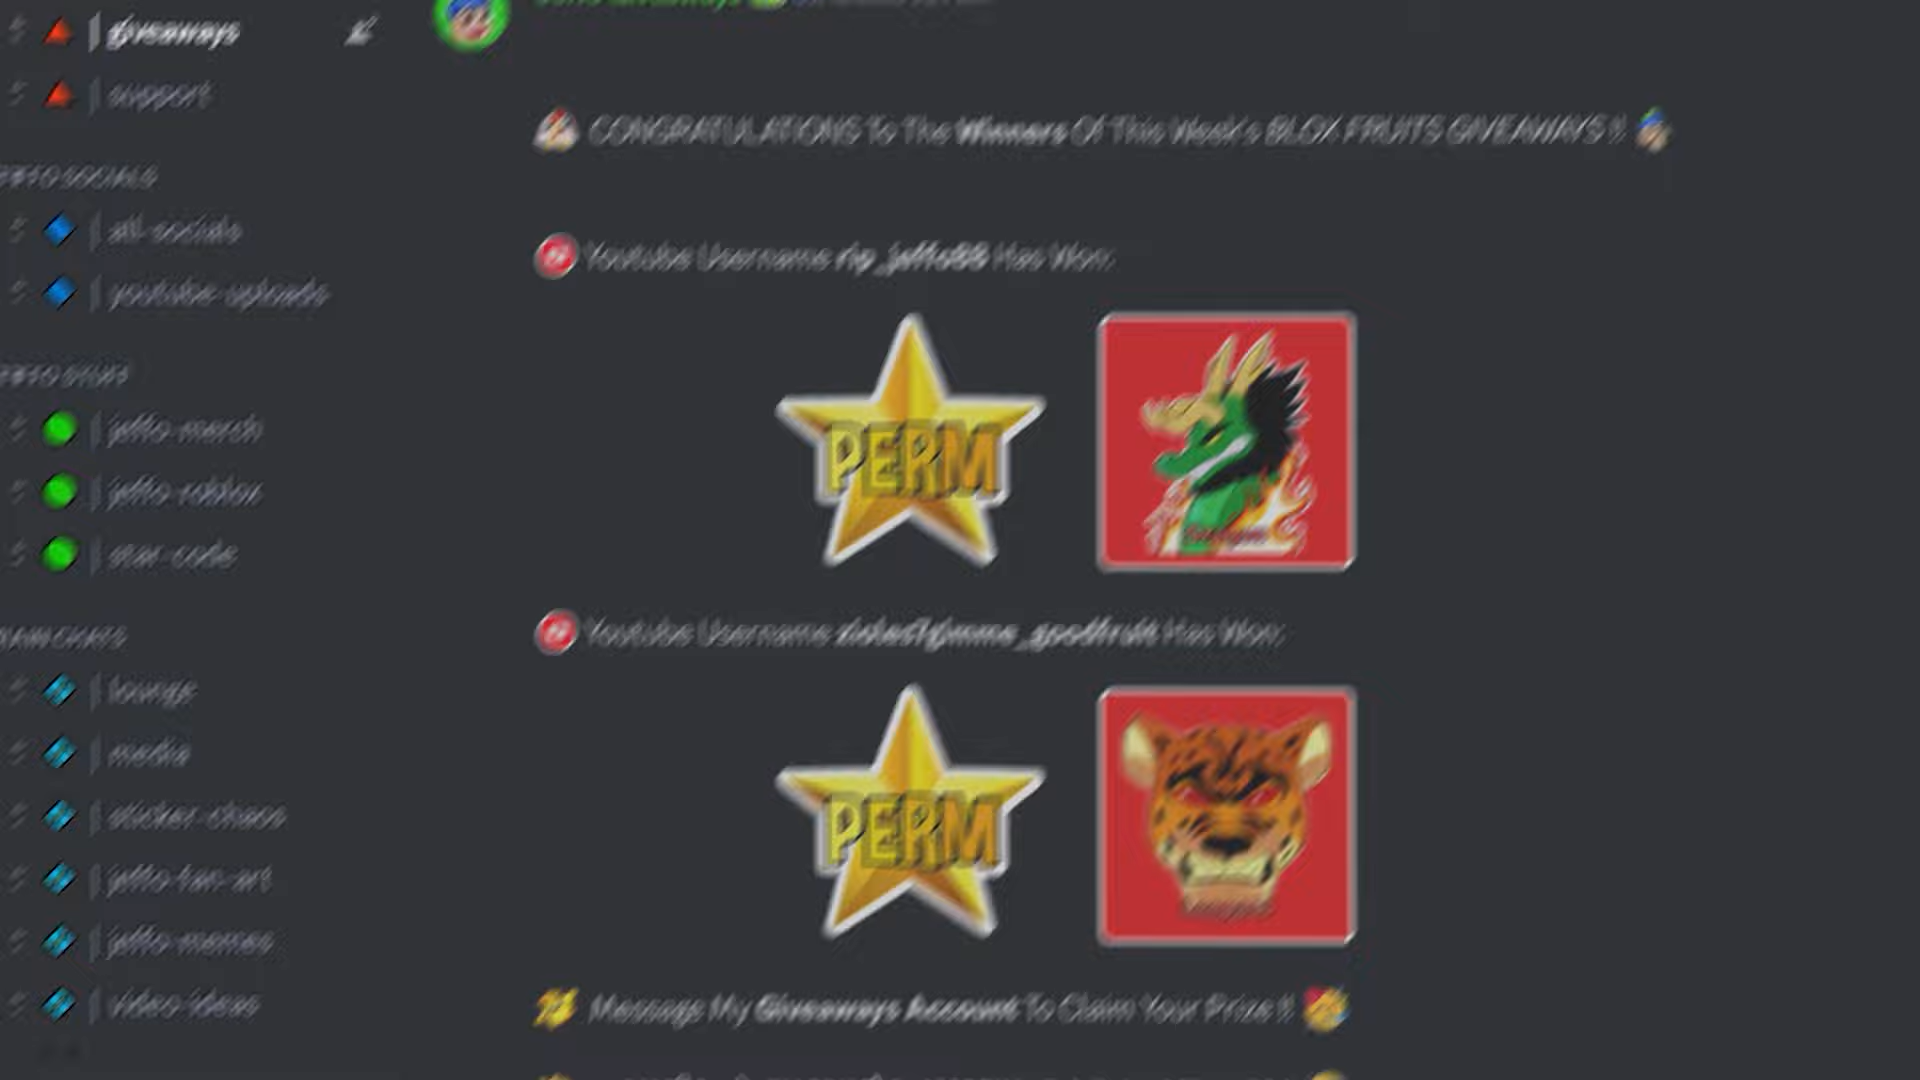 giveaways
support
all-socials
youtube-uploads
jeffo-merch
jeffo-roblox
star-code
lounge
media
sticker-chaos
jeffo-fan-art
jeffo-memes
video-ideas
CONGRATULATIONS To The Winners Of This Week's BLOX FRUITS GIVEAWAYS !!
Youtube Username Has Won:
PERM
Youtube Username Has Won:
PERM
Message My Giveaways Account To Claim Your Prize !!